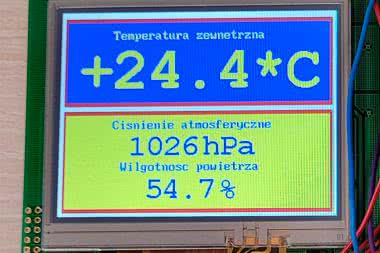 Temperatura zewnetrzna
+24.4*C
Cisnienie atmosferyczne
1026hPa
Wilgotnosc powietrza
54.7%